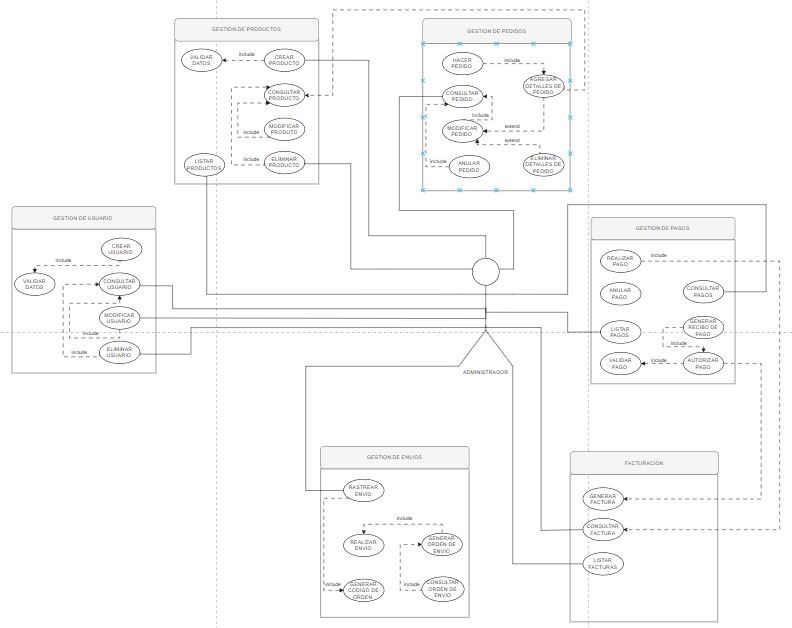 GESTION DE PRODUCTOS
VALIDAR
DATOS
include
CREAR
PRODUCTO
CONSULTAR
PRODUCTO
MODIFICAR
PRODUTO
include
LISTAR
PRODUCTOS
include
ELIMINAR
PRODUCTO
GESTION DE PEDIDOS
HACER
PEDIDO
include
AGREGAR
DETALLES DE
PEDIDO
CONSULTAR
PEDIDO
include
MODIFICAR
PEDIDO
extend
extend
include
ANULAR
PEDIDO
ELIMINAR
DETALLES DE
PEDIDO
GESTION DE USUARIO
CREAR
USUARIO
include
VALIDAR
DATOS
CONSULTAR
USUARIO
MODIFICAR
USUARIO
include
include
ELIMINAR
USUARIO
GESTION DE PAGOS
REALIZAR
PAGO
include
ANULAR
PAGO
CONSULTAR
PAGOS
LISTAR
PAGOS
GENERAR
RECIBO DE
PAGO
include
VALIDAR
PAGO
include
AUTORIZAR
PAGO
ADMINISTRADOR
GESTION DE ENVIOS
RASTREAR
ENVIO
include
REALIZAR
ENVIO
GENERAR
ORDEN DE
ENVIO
include
GENERAR
CODIGO DE
ORDEN
include
CONSULTAR
ORDEN DE
ENVIO
FACTURACION
GENERAR
FACTURA
CONSULTAR
FACTURA
LISTAR
FACTURAS